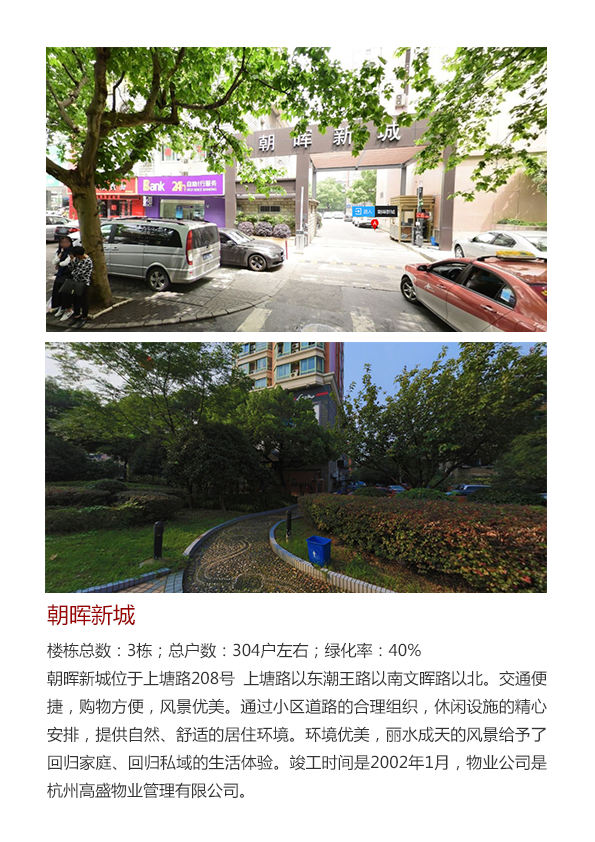 朝晖新城
Bank 24h 自助银行服务
进入
朝晖新城
楼栋总数：3栋；总户数：304户左右；绿化率：40%
朝晖新城位于上塘路208号 上塘路以东潮王路以南文晖路以北。交通便
捷，购物方便，风景优美。通过小区道路的合理组织，休闲设施的精心
安排，提供自然、舒适的居住环境。环境优美，丽水成天的风景给予了
回归家庭、回归私域的生活体验。竣工时间是2002年1月，物业公司是
杭州高盛物业管理有限公司。